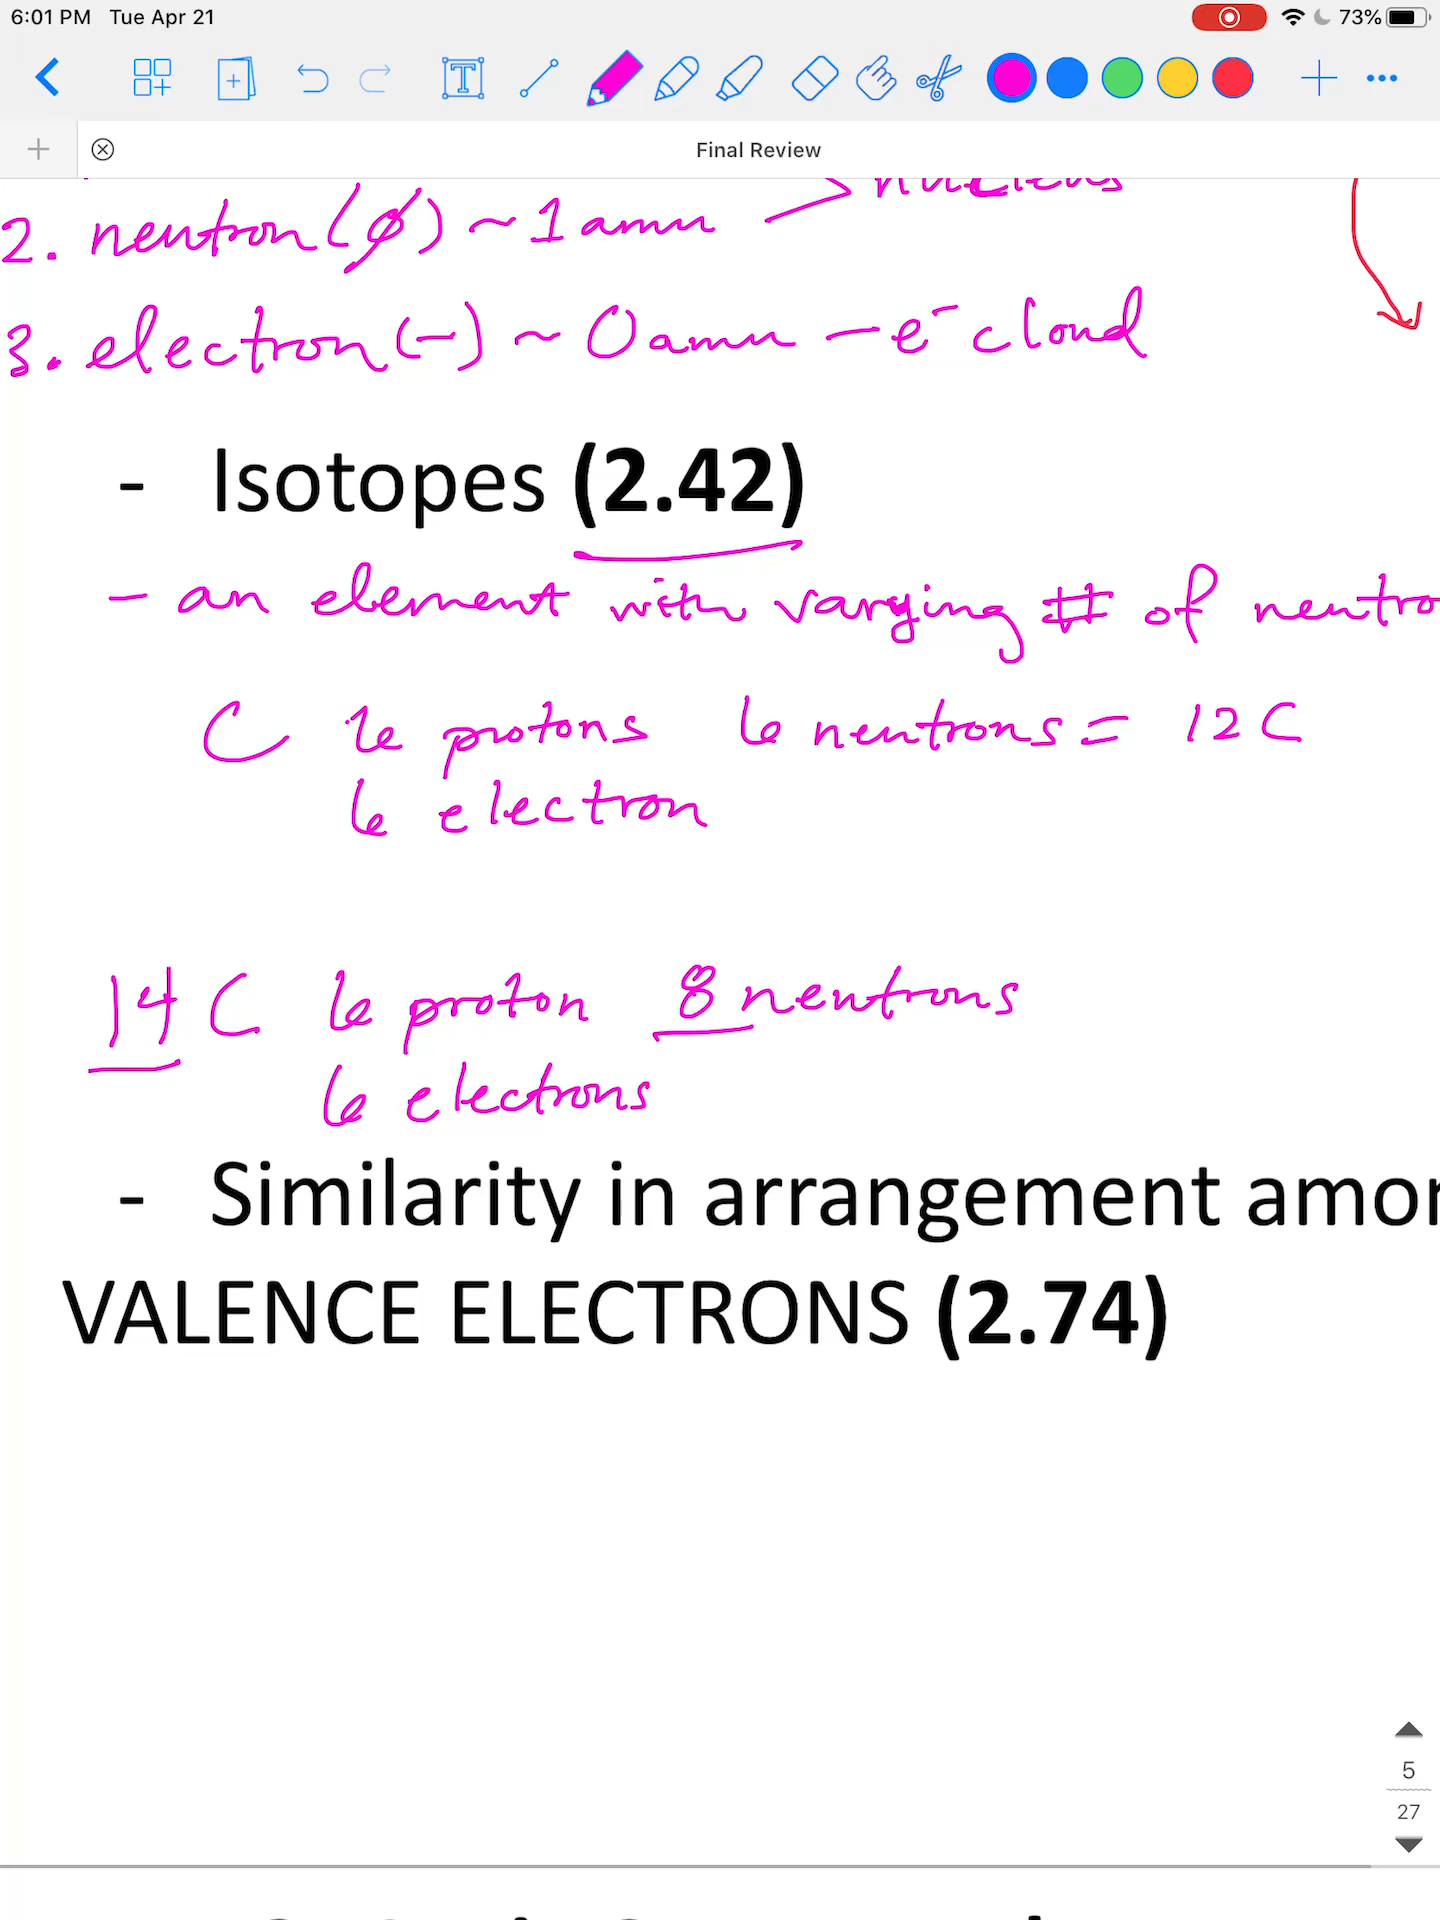 6:01 PM Tue Apr 21 73%
T
Final Review
nucleus
2. neutron (ϕ) ~ 1 amu
3. electron (-) ~ 0 amu - e⁻ cloud
- Isotopes (2.42)
- an element with varying # of neutro
C 6 protons 6 neutrons = 12 C
6 electron
14 C 6 proton 8 neutrons
6 electrons
- Similarity in arrangement amon
VALENCE ELECTRONS (2.74)
5
27